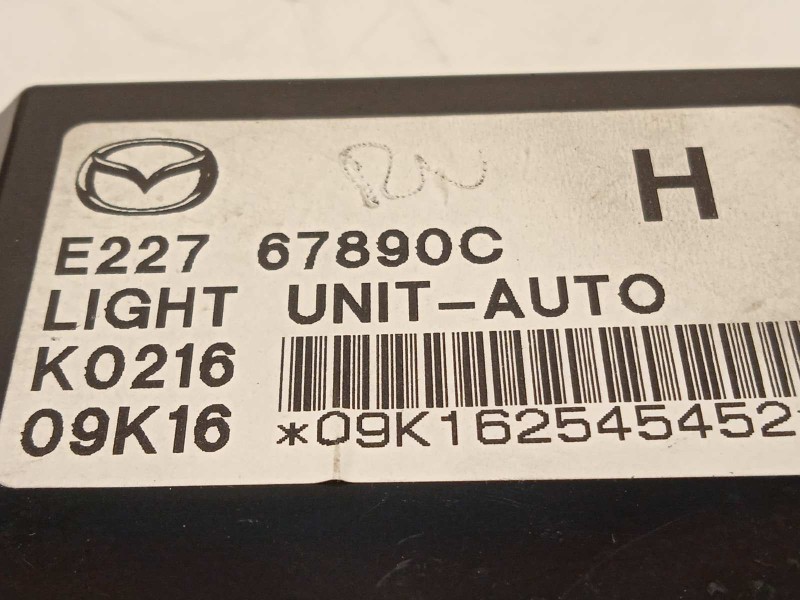 H
E227 67890C
LIGHT UNIT-AUTO
K0216
09K16
*09K162545452